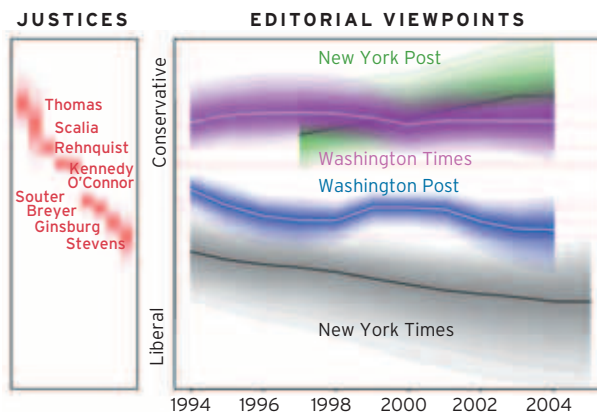 JUSTICES
EDITORIAL VIEWPOINTS
Thomas
Scalia
Rehnquist
Kennedy
O'Connor
Souter
Breyer
Ginsburg
Stevens
Conservative
Liberal
New York Post
Washington Times
Washington Post
New York Times
1994 1996 1998 2000 2002 2004